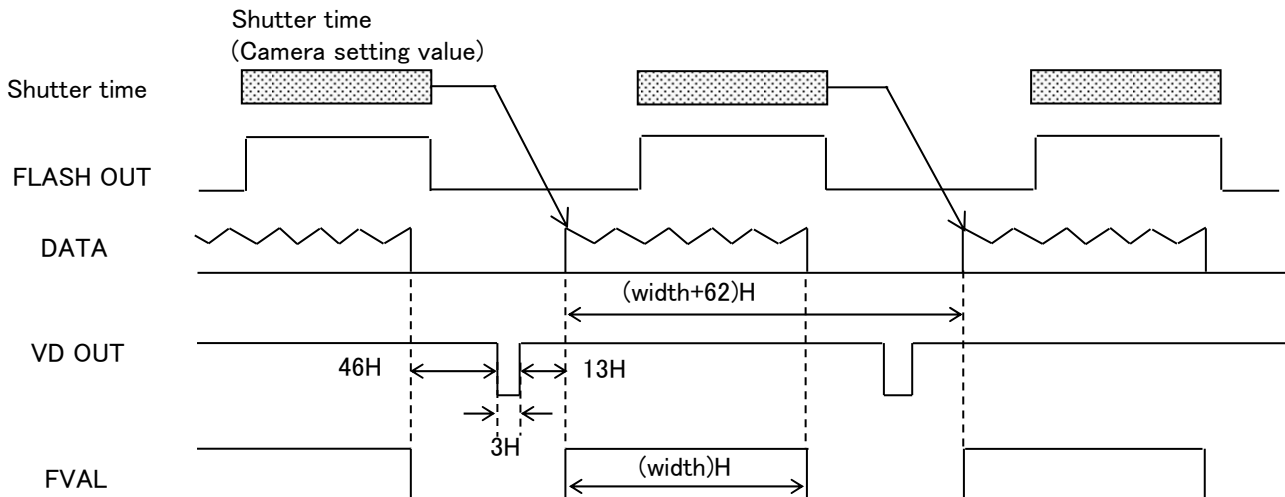 Shutter time
(Camera setting value)
Shutter time
FLASH OUT
DATA
(width+62)H
VD OUT
46H
13H
3H
(width)H
FVAL